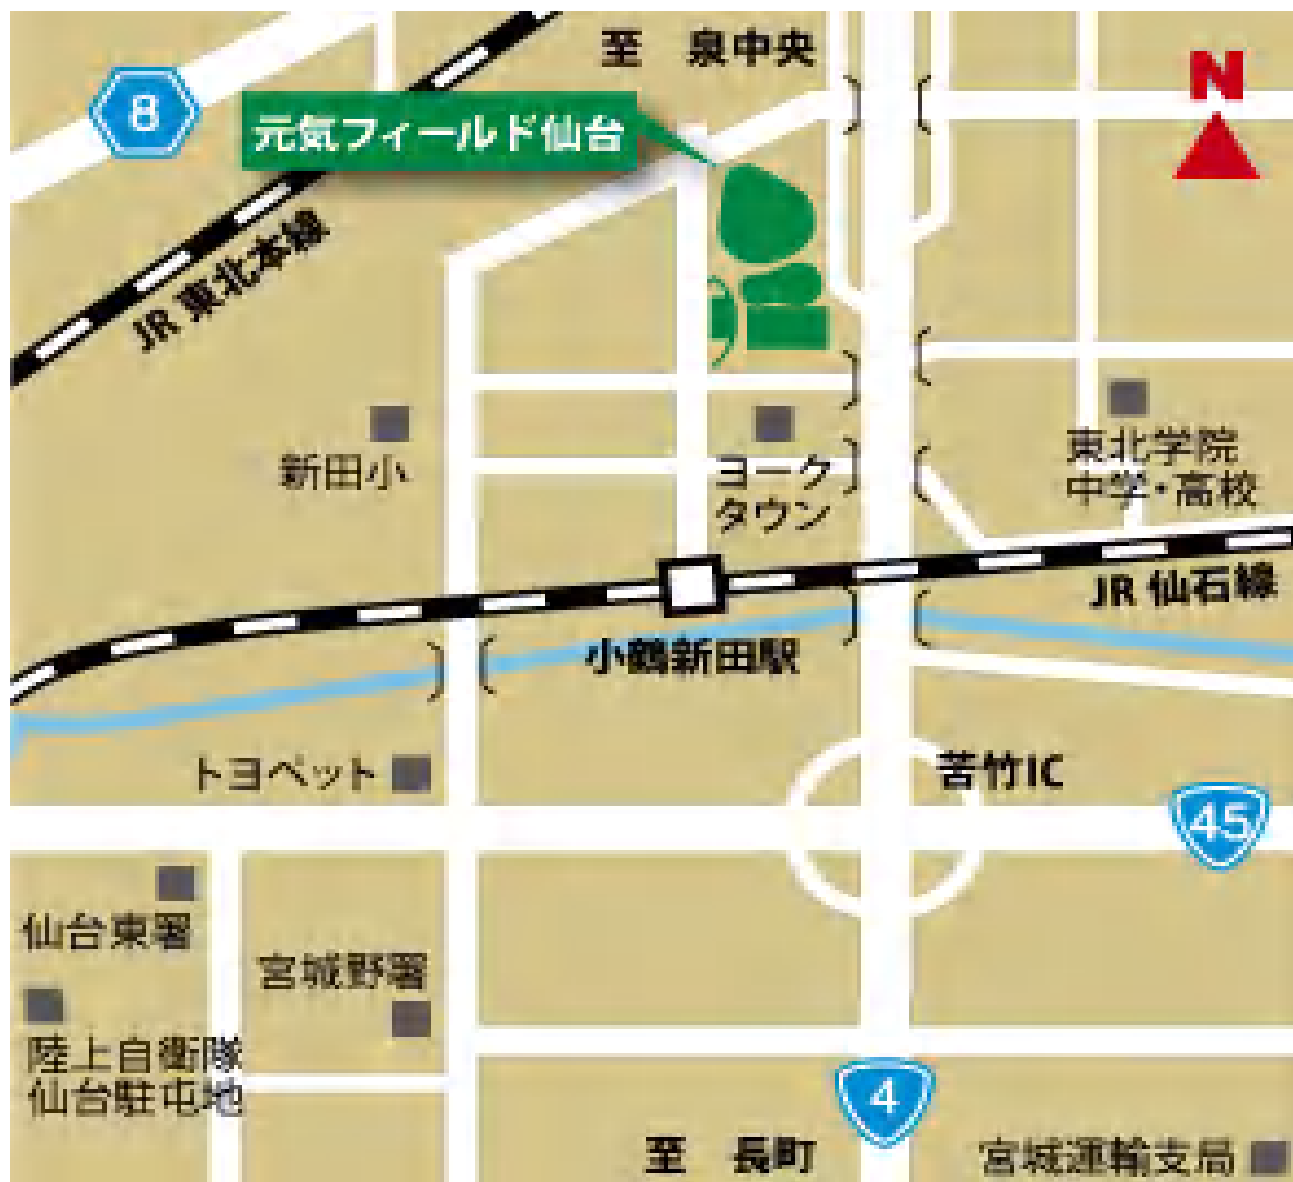 至 泉中央
N
8
元気フィールド仙台
JR 東北本線
新田小
ヨーク
タウン
東北学院
中学・高校
JR 仙石線
小鶴新田駅
トヨペット
苦竹IC
45
仙台東署
宮城野署
陸上自衛隊
仙台駐屯地
4
至 長町
宮城運輸支局